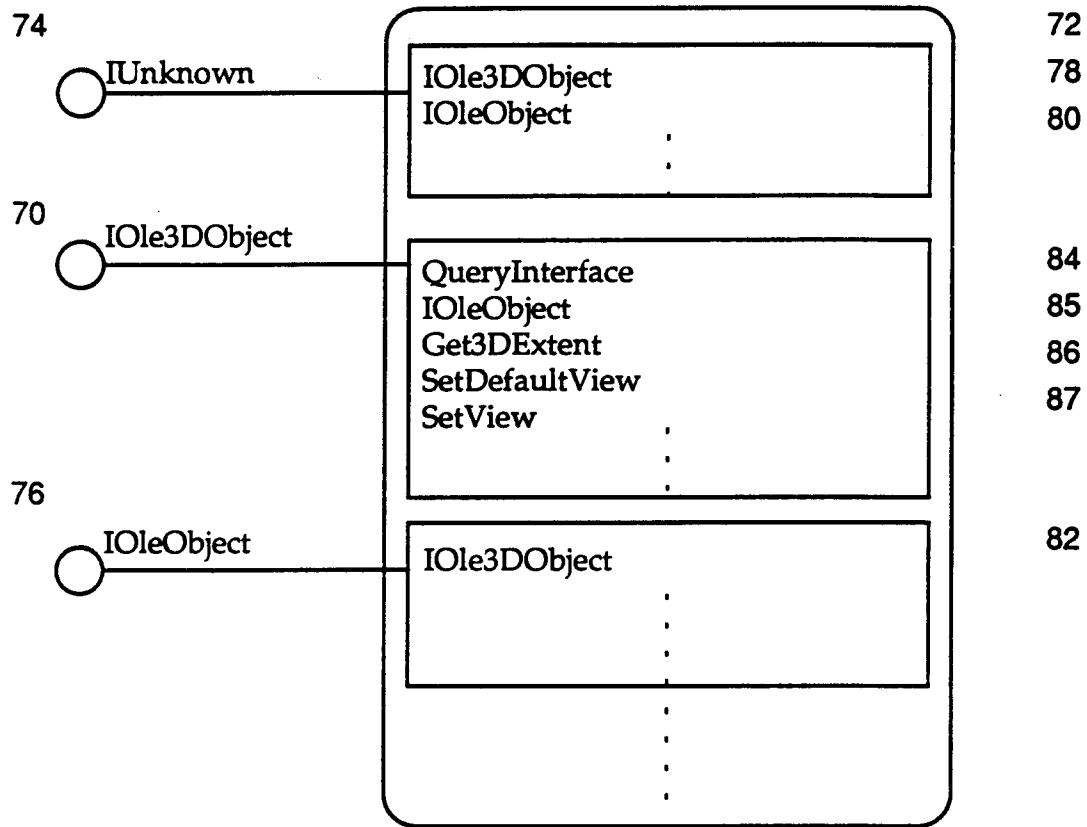 74
72
IUnknown
IOle3DObject
78
IOleObject
80
70
IOle3DObject
QueryInterface
84
IOleObject
85
Get3DExtent
86
SetDefaultView
87
SetView
76
IOleObject
IOle3DObject
82